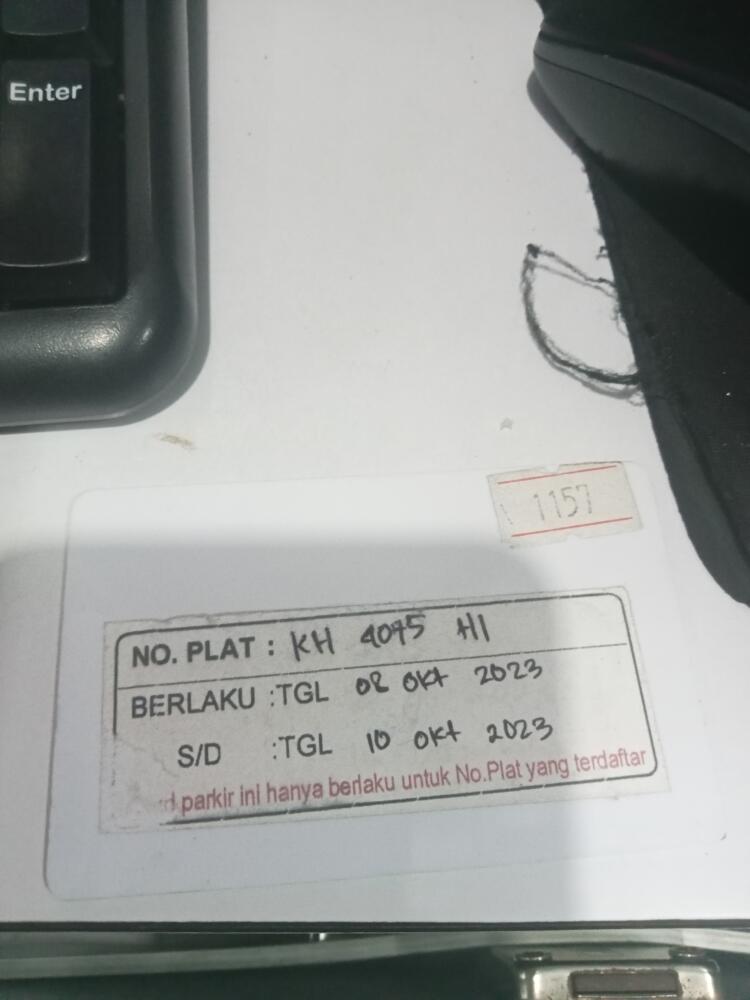 Enter
1157
NO. PLAT : KH 4075 HI
BERLAKU :TGL 08 OKt 2023
S/D :TGL 10 OKt 2023
parkir ini hanya berlaku untuk No.Plat yang terdaftar